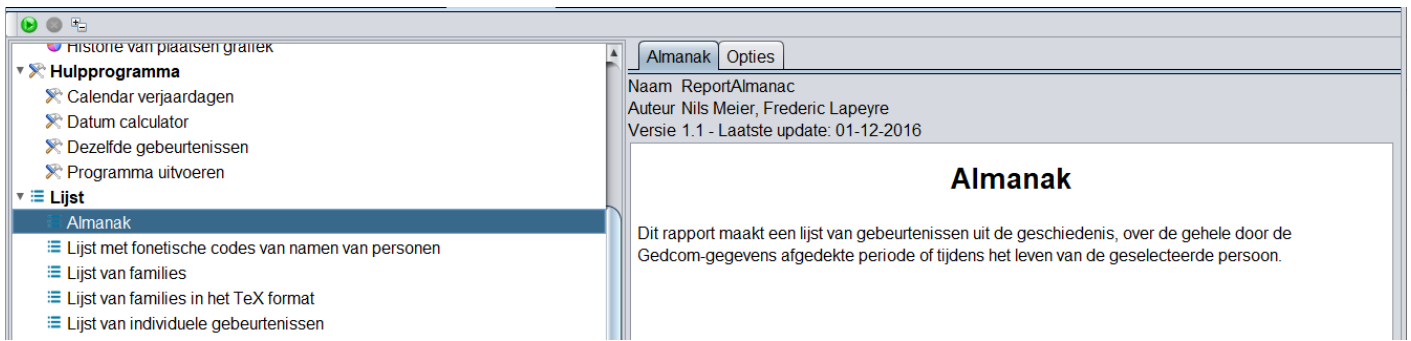 Historie van plaatsen grafiek
Hulpprogramma
Calendar verjaardagen
Datum calculator
Dezelfde gebeurtenissen
Programma uitvoeren
Lijst
Almanak
Lijst met fonetische codes van namen van personen
Lijst van families
Lijst van families in het TeX format
Lijst van individuele gebeurtenissen
Almanak Opties
Naam ReportAlmanac
Auteur Nils Meier, Frederic Lapeyre
Versie 1.1 - Laatste update: 01-12-2016
Almanak
Dit rapport maakt een lijst van gebeurtenissen uit de geschiedenis, over de gehele door de
Gedcom-gegevens afgedekte periode of tijdens het leven van de geselecteerde persoon.